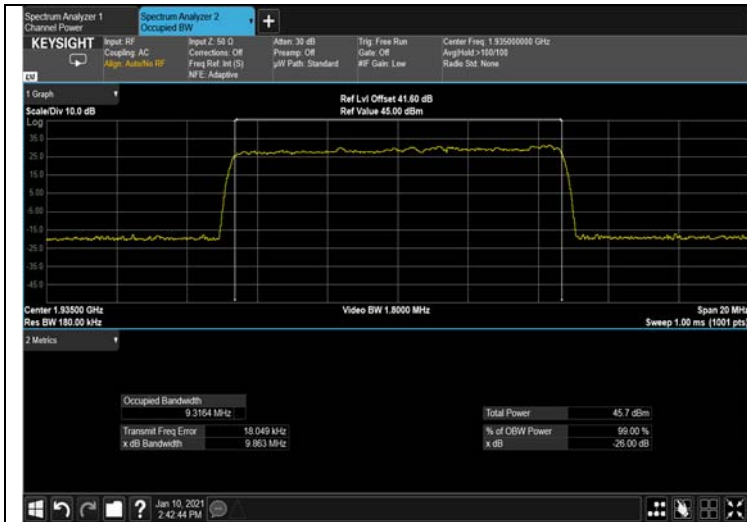 Spectrum Analyzer 1
Channel Power
Spectrum Analyzer 2
Occupied BW
KEYSIGHT
Input: RF
Coupling: AC
Align: Auto/No RF
Input Z: 50 Ω
Corrections: Off
Freq Ref: Int (S)
NFE: Adaptive
Atten: 30 dB
Preamp: Off
µW Path: Standard
Trig: Free Run
Gate: Off
#IF Gain: Low
Center Freq: 1.935000000 GHz
Avg|Hold:>100/100
Radio Std: None
1 Graph
Scale/Div 10.0 dB
Ref Lvl Offset 41.60 dB
Ref Value 45.00 dBm
Log
35.0
25.0
15.0
5.00
-5.00
-15.0
-25.0
-35.0
-45.0
Center 1.93500 GHz
Res BW 180.00 kHz
Video BW 1.8000 MHz
Span 20 MHz
Sweep 1.00 ms (1001 pts)
2 Metrics
Occupied Bandwidth
9.3164 MHz
Transmit Freq Error 18.049 kHz
x dB Bandwidth 9.863 MHz
Total Power 45.7 dBm
% of OBW Power 99.00 %
x dB -26.00 dB
Jan 10, 2021
2:42:44 PM